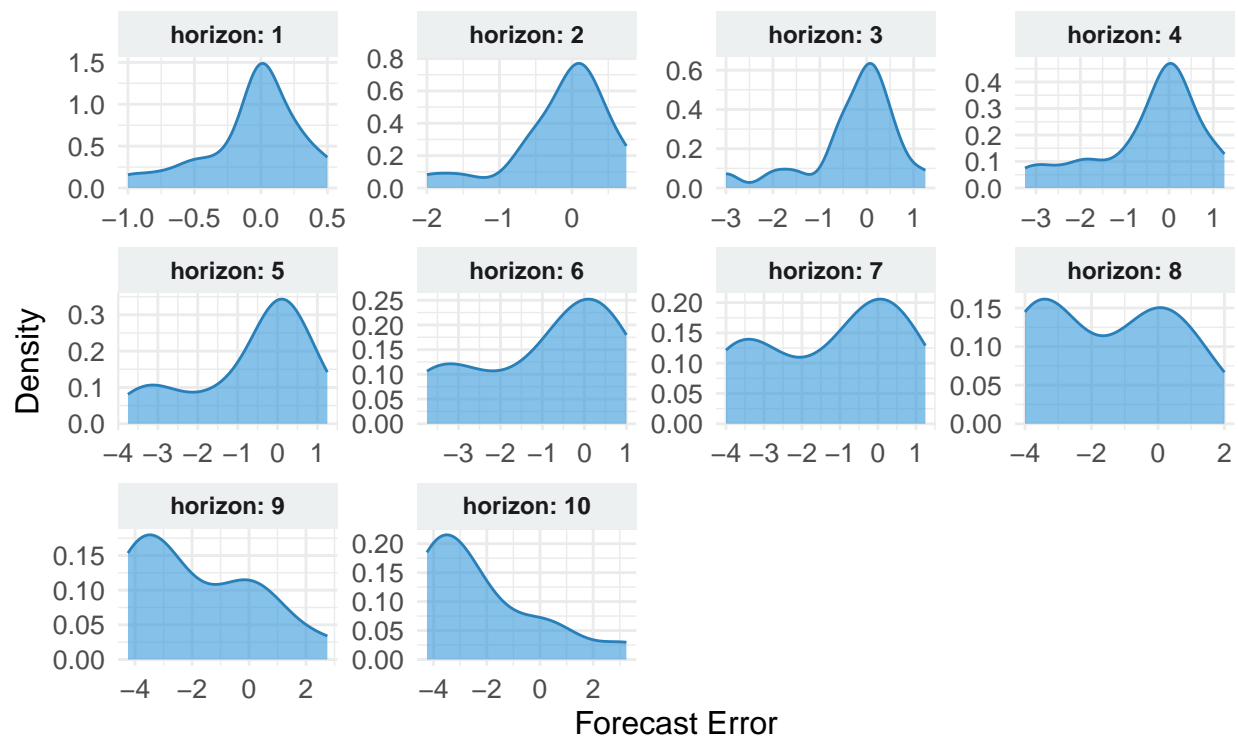 horizon: 1 horizon: 2 horizon: 3 horizon: 4
1.5 1.0 0.5 0.0
0.8 0.6 0.4 0.2 0.0
0.6 0.4 0.2 0.0
0.4 0.3 0.2 0.1 0.0
−1.0 −0.5 0.0 0.5
−2 −1 0
−3 −2 −1 0 1
−3 −2 −1 0 1
horizon: 5 horizon: 6 horizon: 7 horizon: 8
0.3 0.2 0.1 0.0
0.25 0.20 0.15 0.10 0.05 0.00
0.20 0.15 0.10 0.05 0.00
0.15 0.10 0.05 0.00
−4 −3 −2 −1 0 1
−3 −2 −1 0 1
−4 −3 −2 −1 0 1
−4 −2 0 2
horizon: 9 horizon: 10
0.15 0.10 0.05 0.00
0.20 0.15 0.10 0.05 0.00
−4 −2 0 2
−4 −2 0 2
Density
Forecast Error